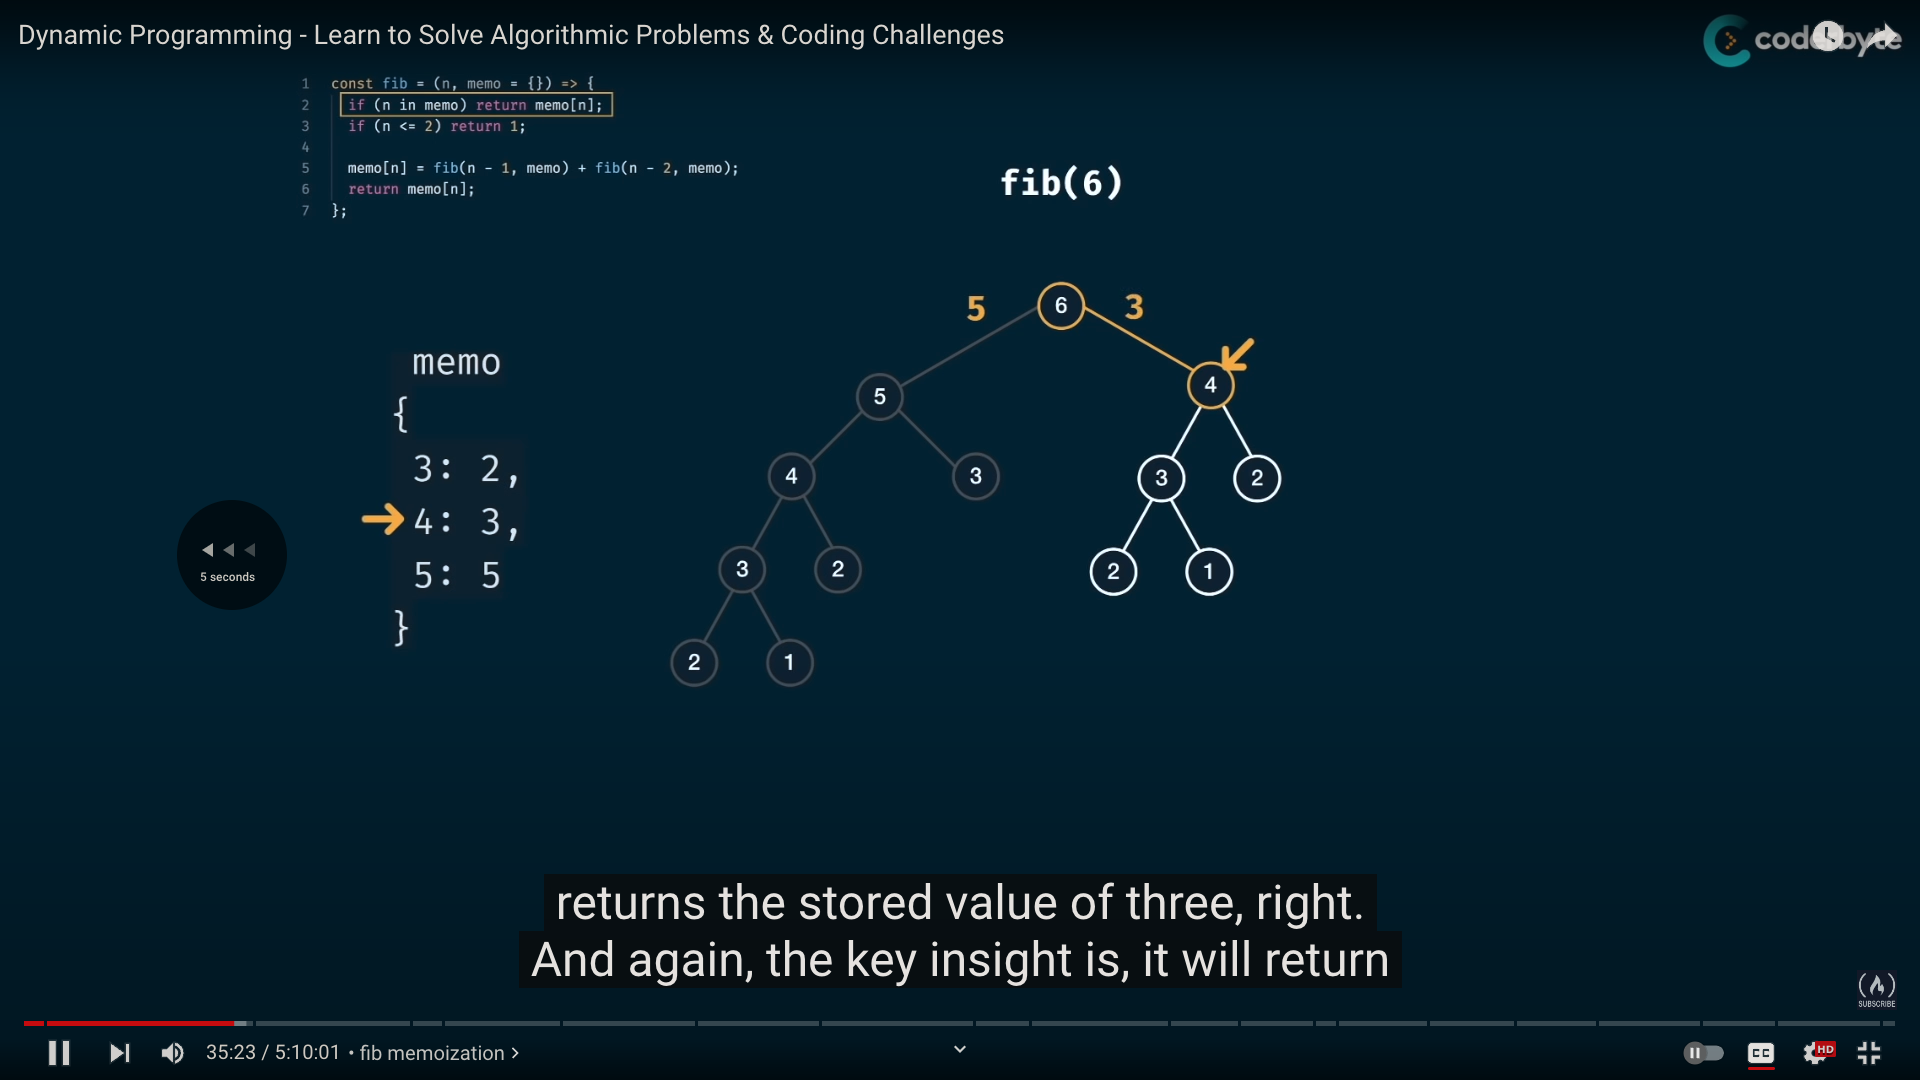 Dynamic Programming - Learn to Solve Algorithmic Problems & Coding Challenges
coderbyte
1 const fib = (n, memo = {}) => {
2 if (n in memo) return memo[n];
3 if (n <= 2) return 1;
4
5 memo[n] = fib(n - 1, memo) + fib(n - 2, memo);
6 return memo[n];
7 };
fib(6)
5 6 3
memo
{
3: 2,
4: 3,
5: 5
}
5 seconds
5 4
4 3 3 2
3 2 2 1
2 1
returns the stored value of three, right.
And again, the key insight is, it will return
SUBSCRIBE
35:23 / 5:10:01 • fib memoization >
CC
HD